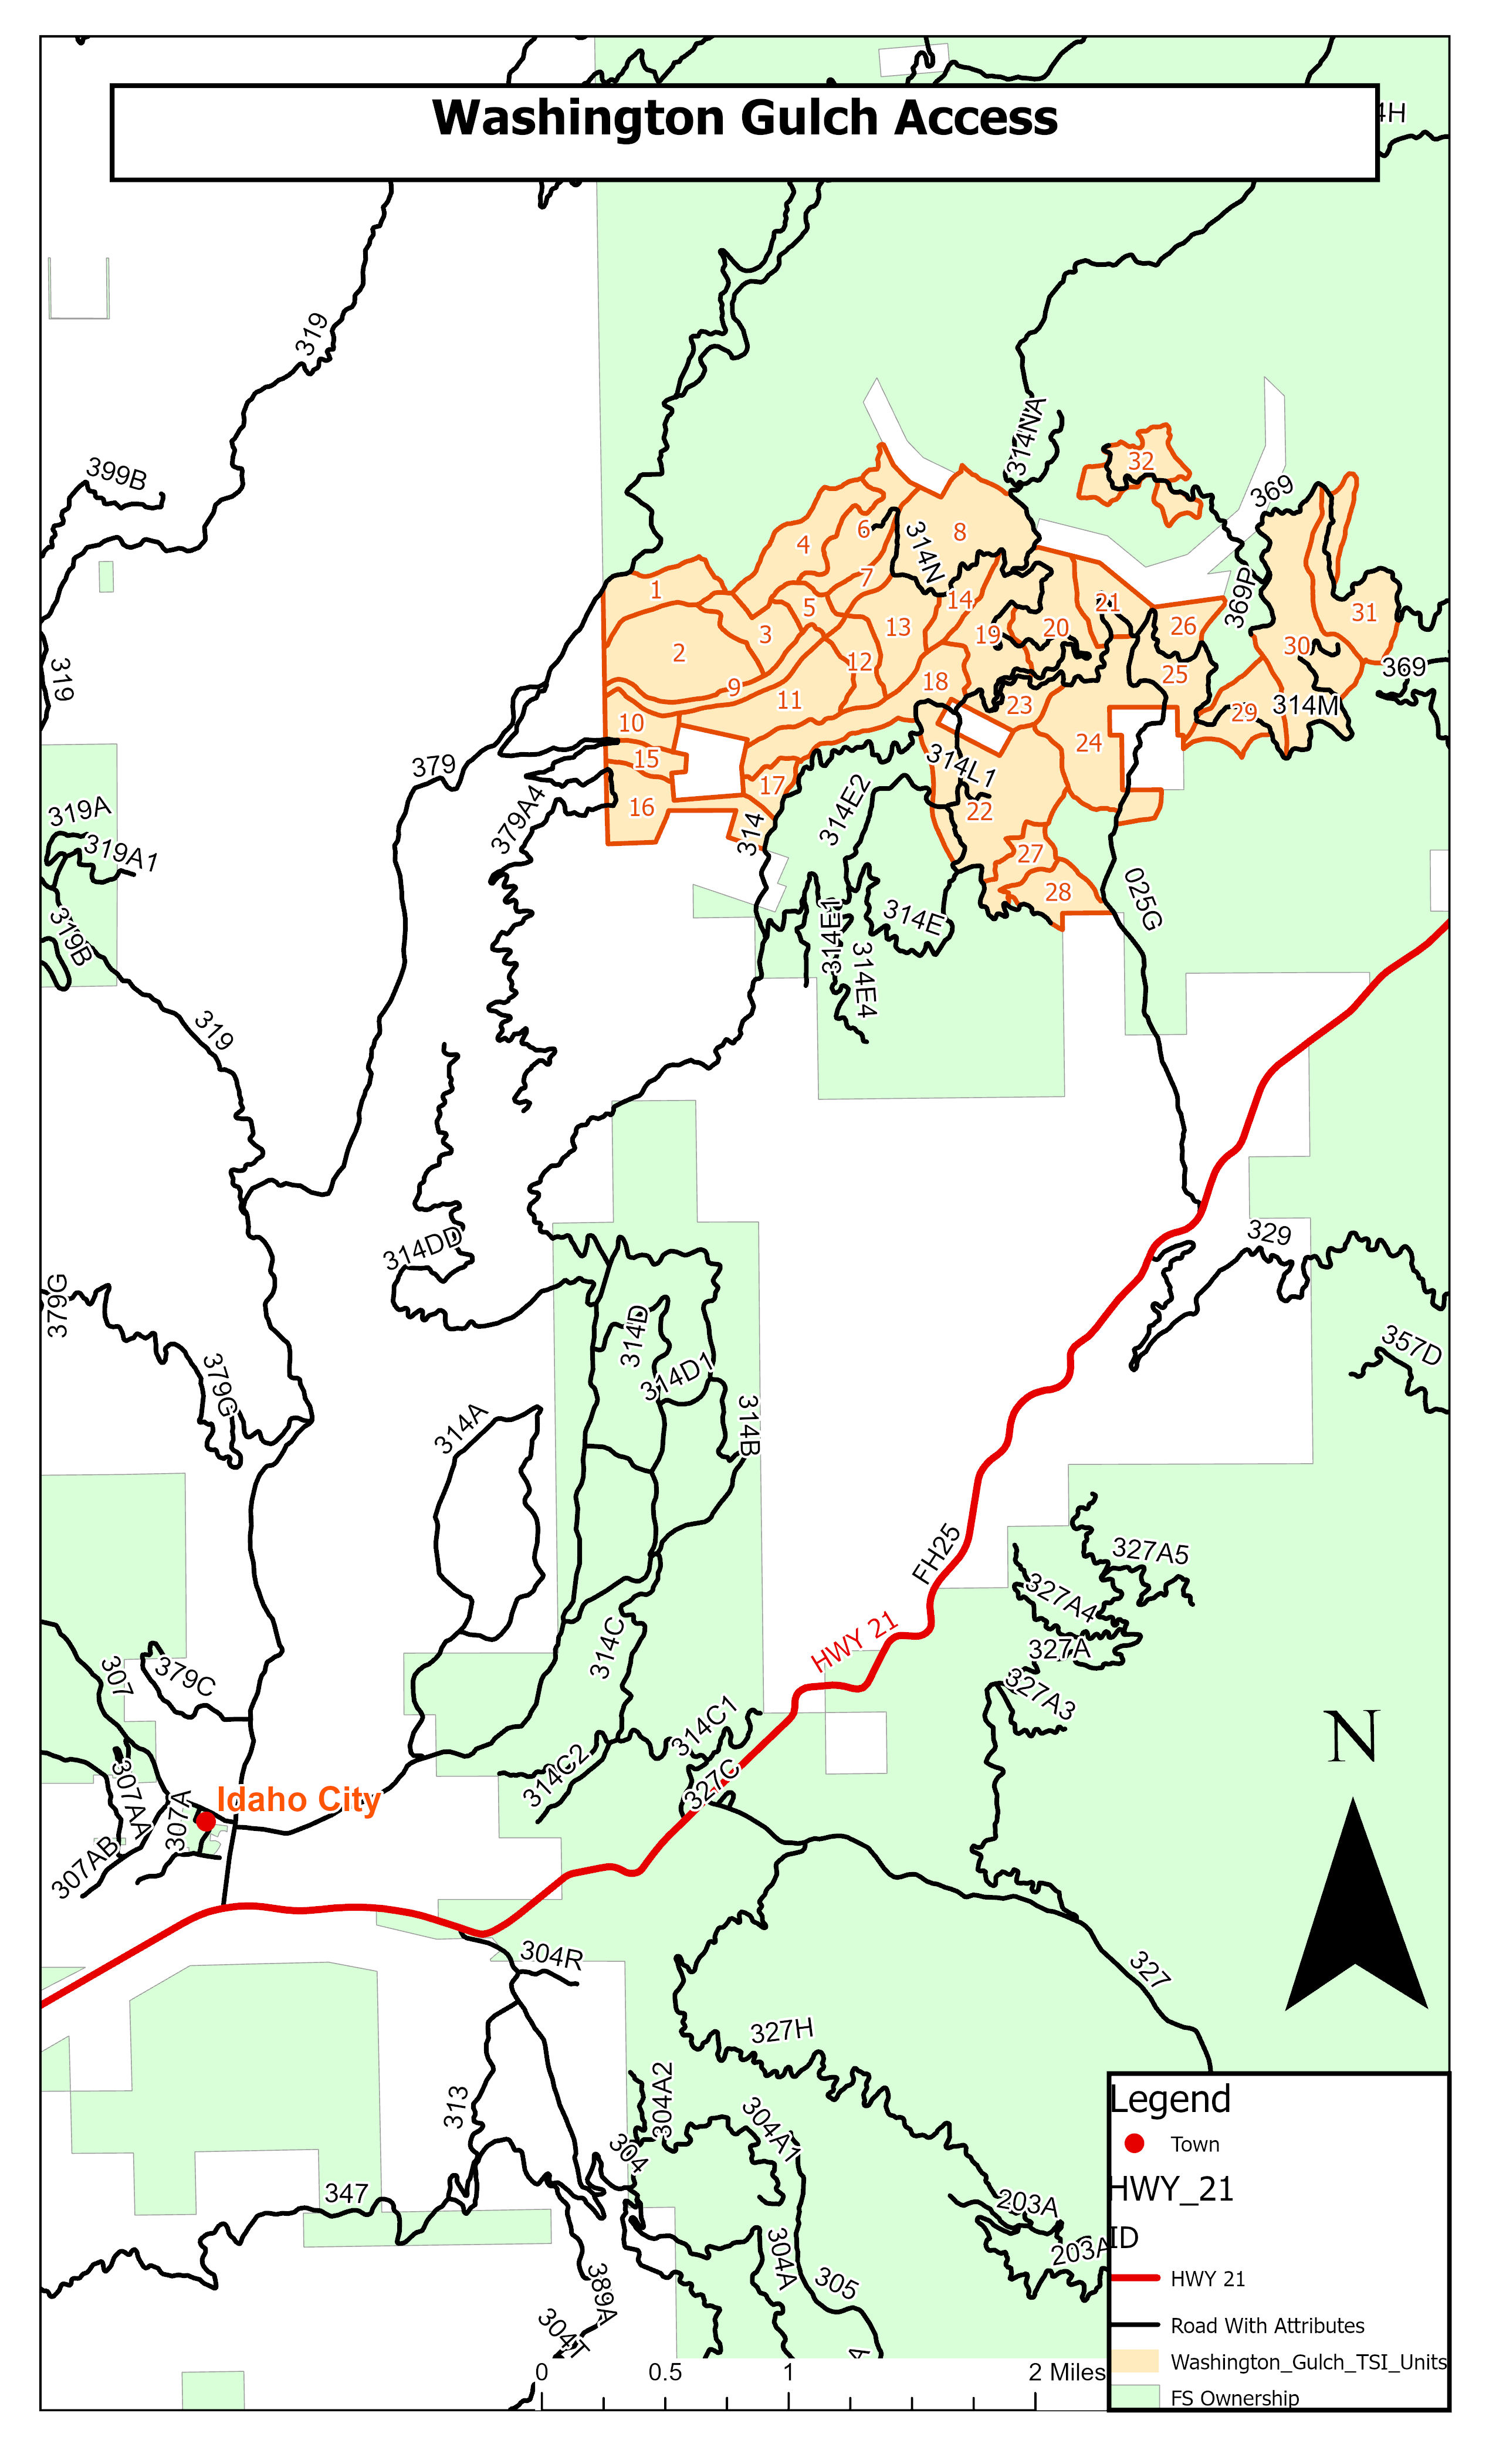 Washington Gulch Access
319
399B
314N/A
32
369
4
6
8
314N
1
7
14
21
369P
31
5
13
19
20
26
30
3
2
12
319
369
18
25
9
11
23
314M
29
10
24
379
15
314L1
17
379A4
16
314E2
22
319A
314
319A1
27
28
025G
314E
314E1
319B
314E4
319
329
314DD
379G
314D
357D
314D1
379G
314A
314B
FH25
327A5
327A4
314C
HWY 21
327A
307
379C
327A3
314C1
N
314C2
327C
Idaho City
307AA
307A
307AB
304R
327
327H
304A2
313
304A1
304
347
203A
203A
304A
305
389A
304T
0
0.5
1
2 Miles
Legend
Town
HWY_21
ID
HWY 21
Road With Attributes
Washington_Gulch_TSI_Units
FS Ownership